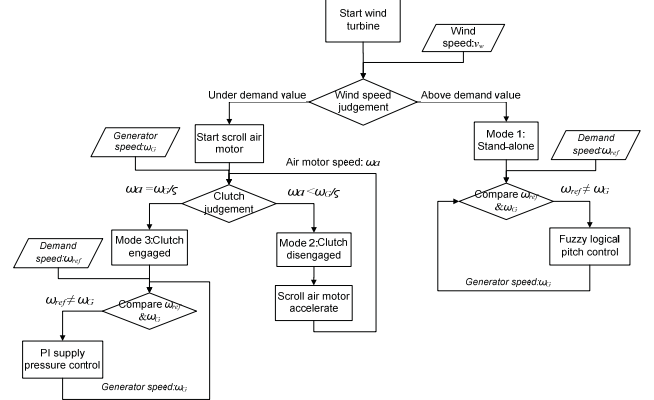 Start wind
turbine
Wind
speed:vw
Wind speed
judgement
Under demand value
Above demand value
Generator
speed:ωG
Start scroll air
motor
Mode 1:
Stand-alone
Demand
speed:ωref
Air motor speed: ωa
ωa =ωG/ς
Clutch
judgement
ωa<ωG/ς
Compare ωref
&ωG
ωref≠ ωG
Mode 3:Clutch
engaged
Mode 2:Clutch
disengaged
Fuzzy logical
pitch control
Demand
speed:ωref
Generator speed:ωG
ωref≠ ωG
Compare ωref
&ωG
Scroll air motor
accelerate
PI supply
pressure control
Generator speed:ωG